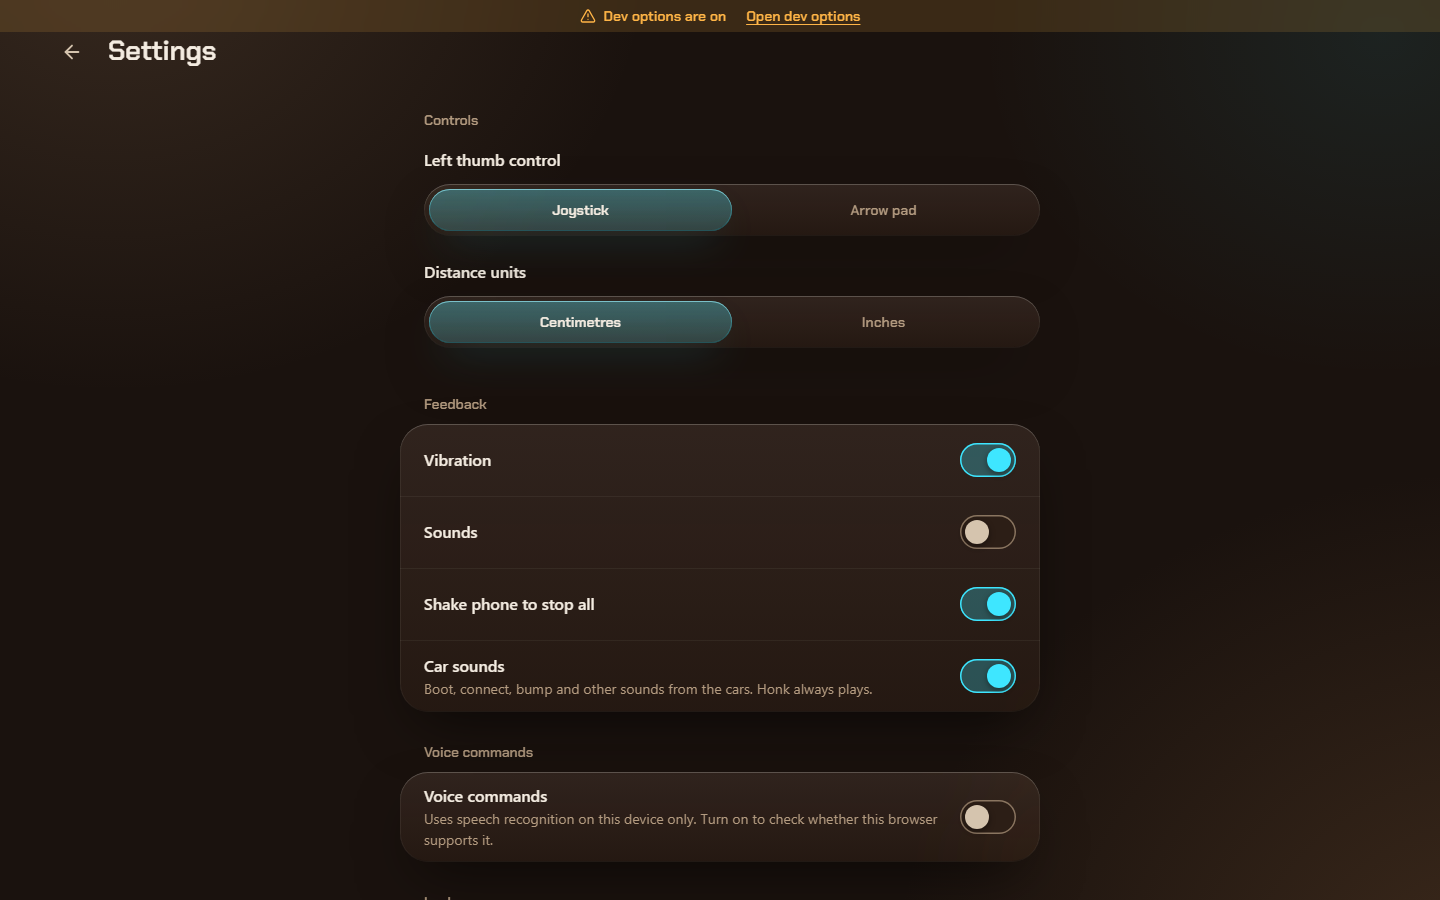 Dev options are on Open dev options
Settings
Controls
Left thumb control
Joystick Arrow pad
Distance units
Centimetres Inches
Feedback
Vibration
Sounds
Shake phone to stop all
Car sounds
Boot, connect, bump and other sounds from the cars. Honk always plays.
Voice commands
Voice commands
Uses speech recognition on this device only. Turn on to check whether this browser
supports it.